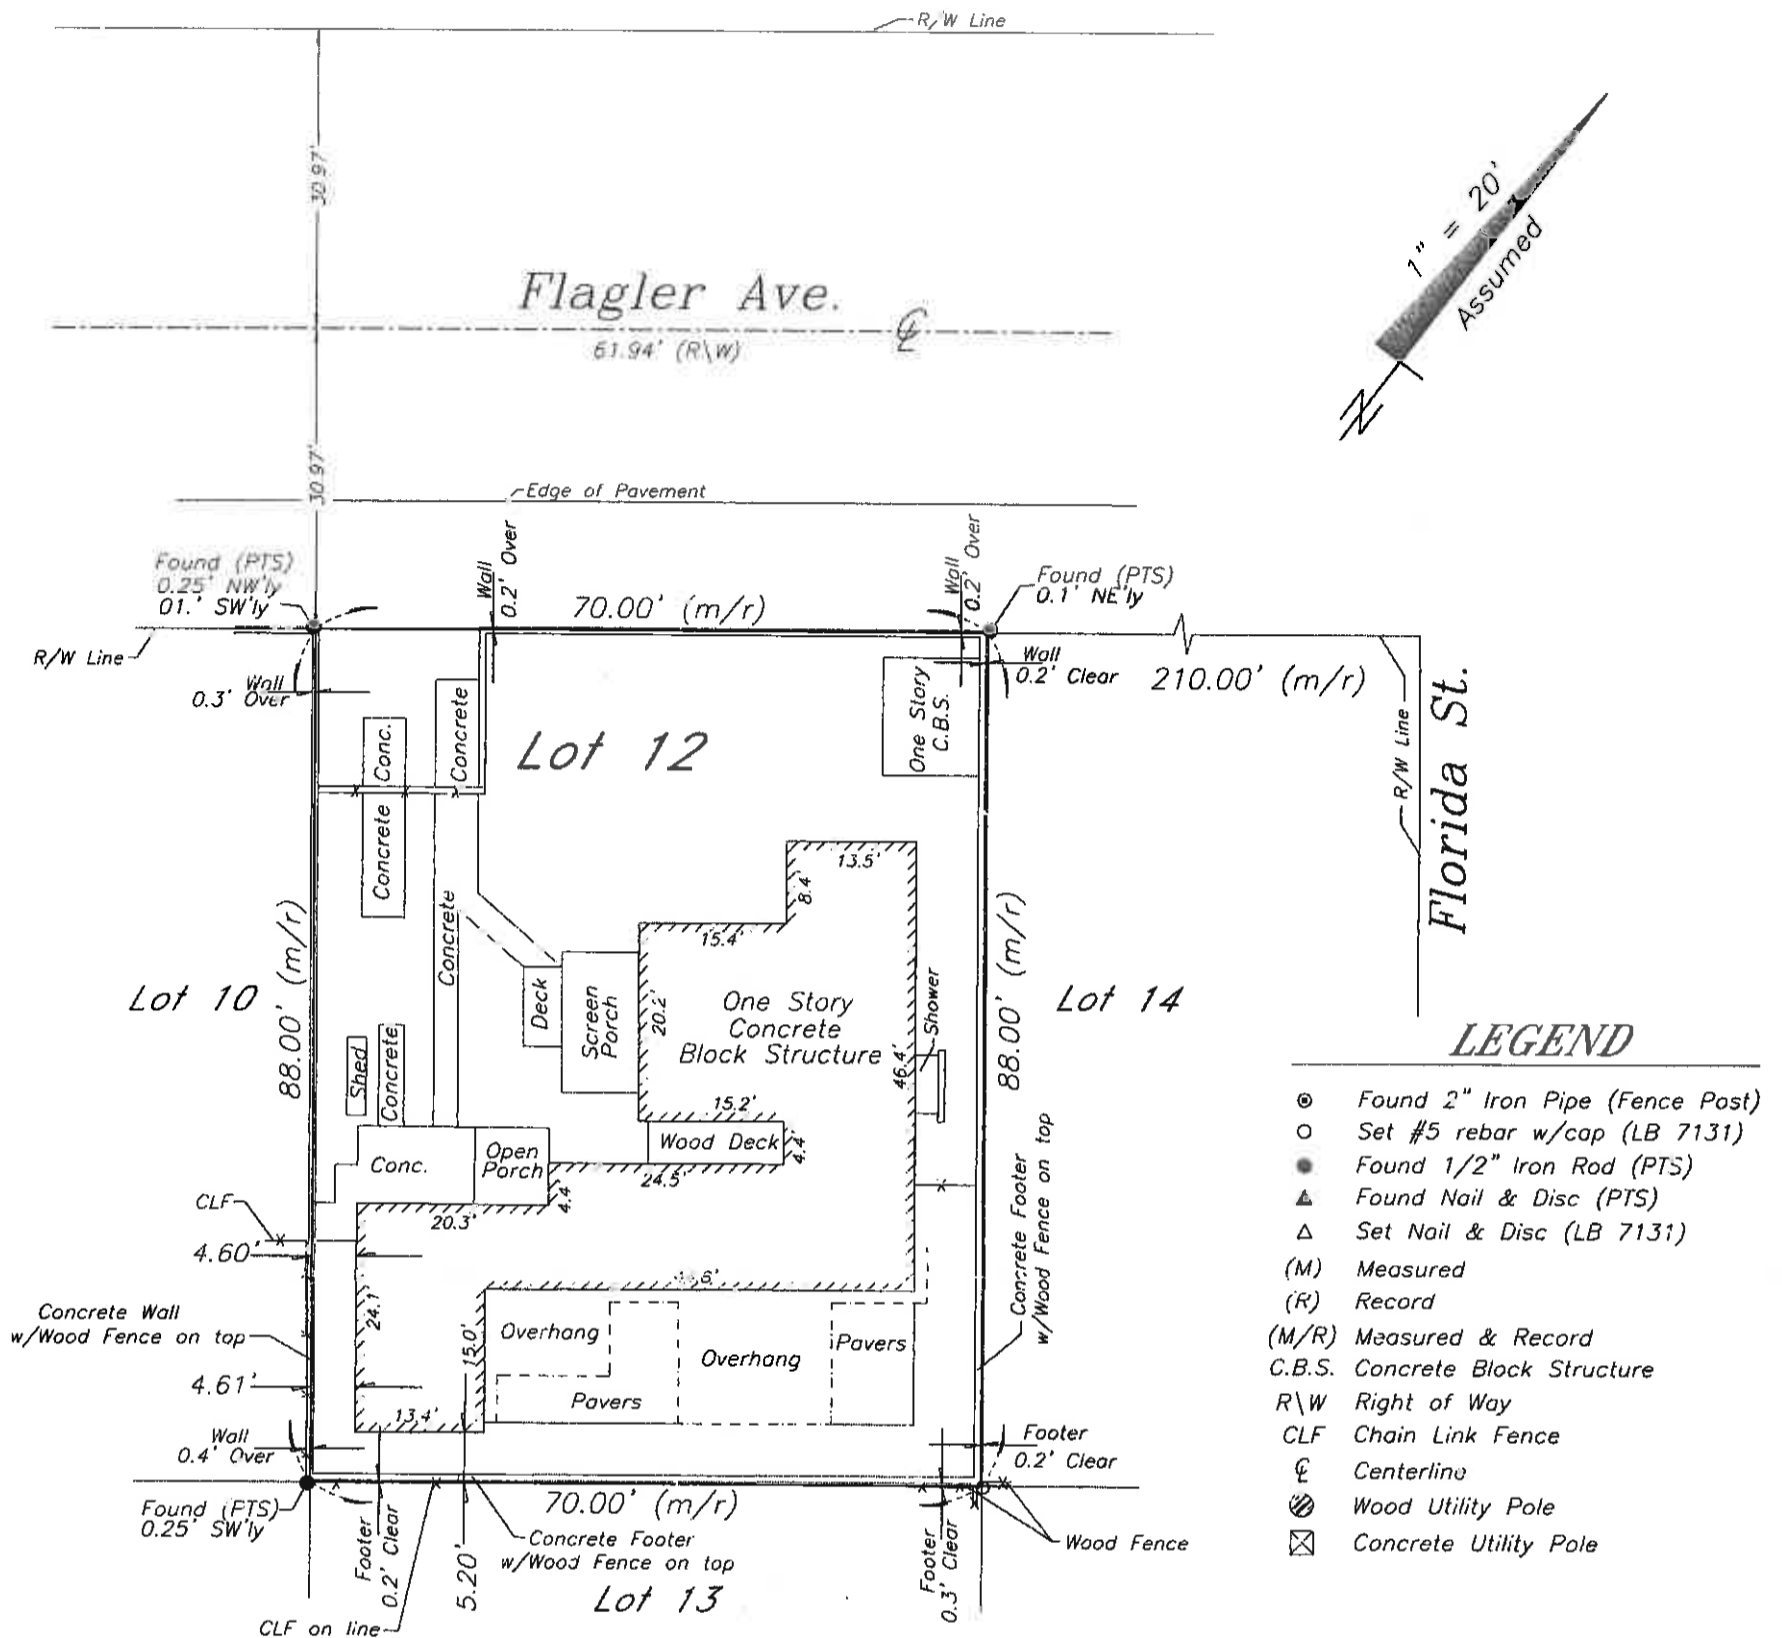 R/W Line
30.97'
1" = 20'
Assumed
N
Flagler Ave.
61.94' (R\W)
30.97'
Edge of Pavement
Found (PTS)
0.25' NW'ly
01.' SW'ly
Wall
0.2' Over
70.00' (m/r)
Wall
0.2' Over
Found (PTS)
0.1' NE'ly
R/W Line
Wall
0.3' Over
Wall
0.2' Clear
210.00' (m/r)
R/W Line
Florida St.
Concrete
Conc.
Concrete
Lot 12
One Story
C.B.S.
13.5'
8.4'
15.4'
Concrete
88.00' (m/r)
Lot 10
Deck
Screen
Porch
20.2'
One Story
Concrete
Block Structure
46.4'
Shower
88.00' (m/r)
Lot 14
Shed
Concrete
15.2'
Wood Deck
4.4'
Conc.
Open
Porch
24.5'
4.4'
20.3'
CLF
4.60'
Concrete Footer
w/Wood Fence on top
24.1'
Concrete Wall
w/Wood Fence on top
15.0'
Overhang
Overhang
Pavers
Pavers
4.61'
13.4'
Wall
0.4' Over
Footer
0.2' Clear
Found (PTS)
0.25' SW'ly
Footer
0.2' Clear
5.20'
70.00' (m/r)
Concrete Footer
w/Wood Fence on top
Footer
0.3' Clear
Wood Fence
Lot 13
CLF on line
LEGEND
Found 2" Iron Pipe (Fence Post)
Set #5 rebar w/cap (LB 7131)
Found 1/2" Iron Rod (PTS)
Found Nail & Disc (PTS)
Set Nail & Disc (LB 7131)
(M) Measured
(R) Record
(M/R) Measured & Record
C.B.S. Concrete Block Structure
R\W Right of Way
CLF Chain Link Fence
℄ Centerline
Wood Utility Pole
Concrete Utility Pole